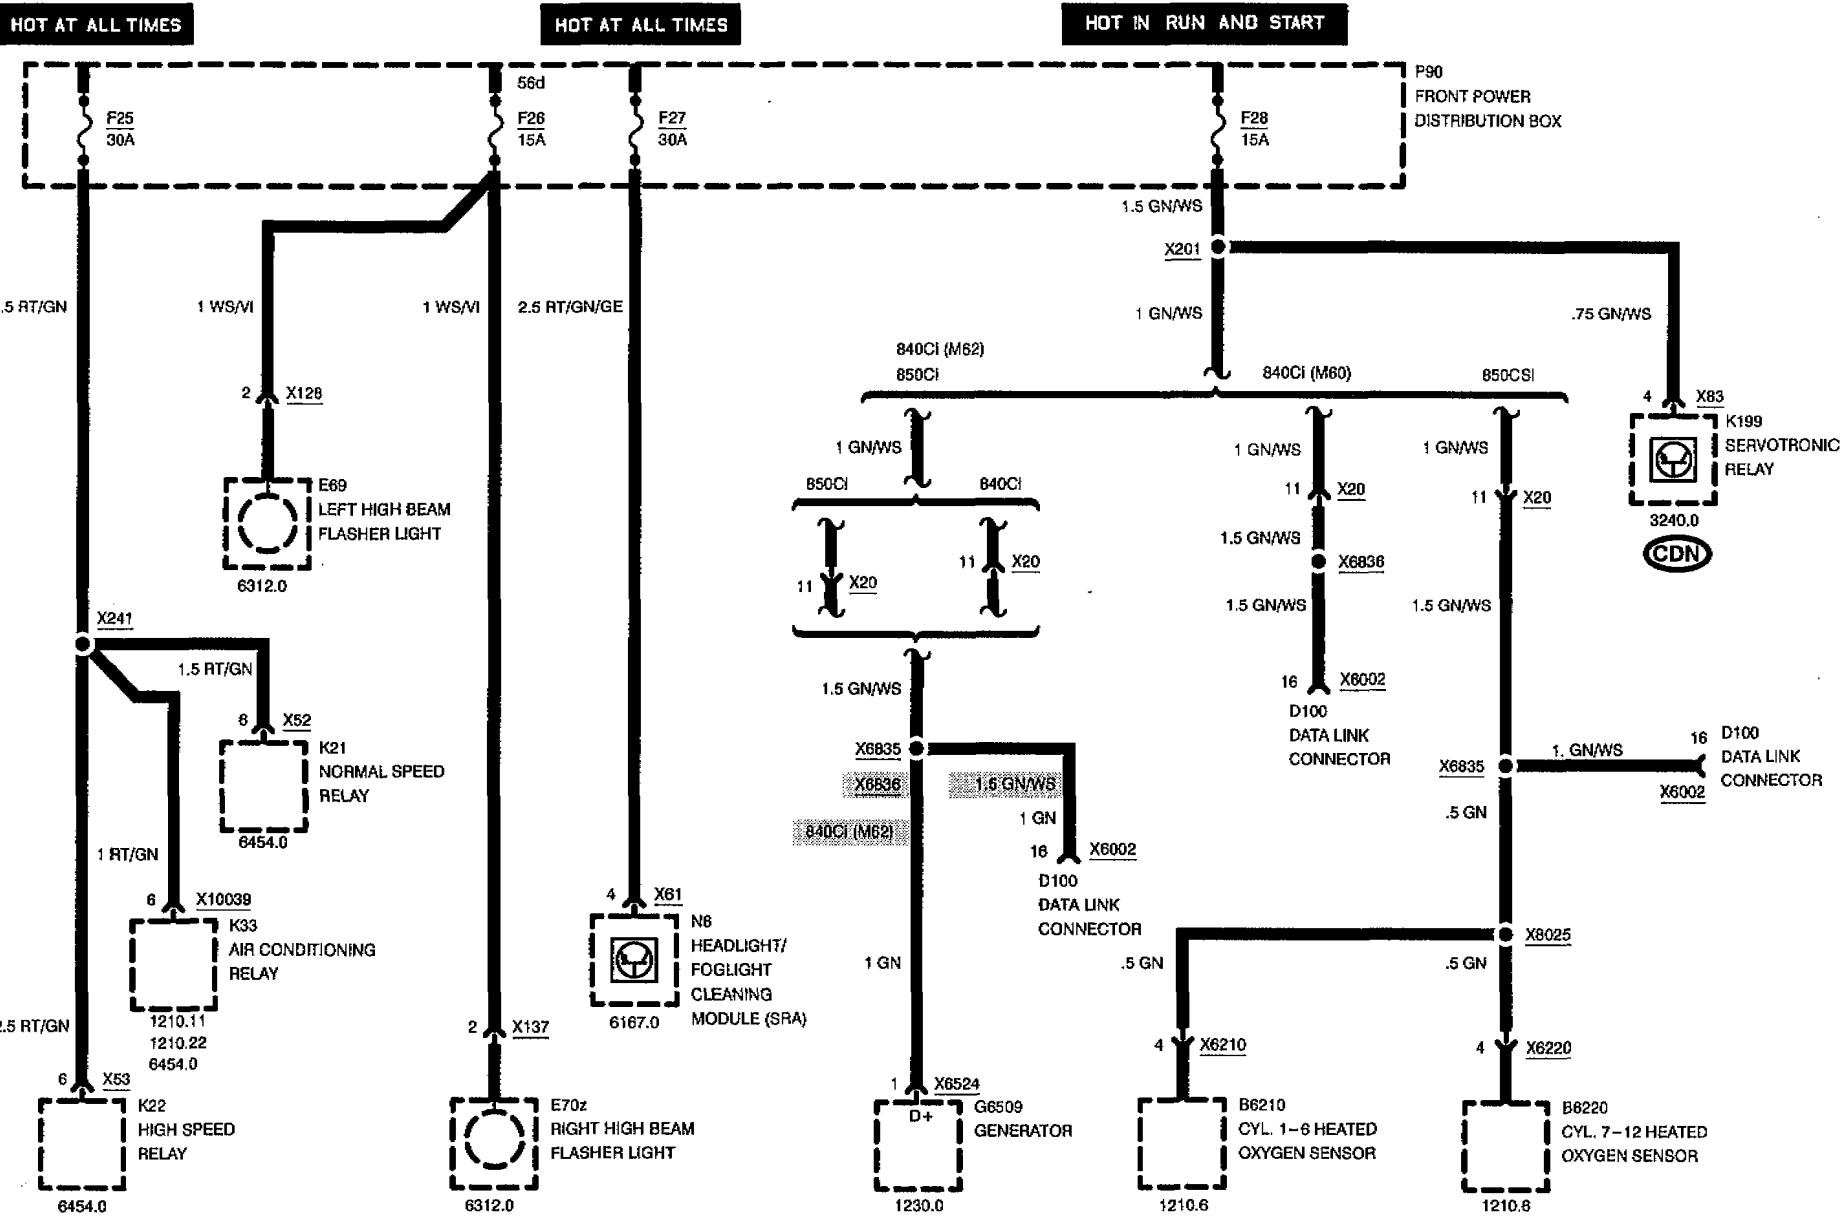 HOT AT ALL TIMES
HOT AT ALL TIMES
HOT IN RUN AND START
56d
F25
30A
F26
15A
F27
30A
F28
15A
P90
FRONT POWER
DISTRIBUTION BOX
1.5 GN/WS
X201
.5 RT/GN
1 WS/VI
1 WS/VI
2.5 RT/GN/GE
1 GN/WS
.75 GN/WS
840Ci (M62)
850Ci
840Ci (M60)
850CSi
2 X128
4 X83
K199
SERVOTRONIC
RELAY
3240.0
CDN
1 GN/WS
1 GN/WS
1 GN/WS
850Ci
840Ci
11 X20
11 X20
11 X20
11 X20
E69
LEFT HIGH BEAM
FLASHER LIGHT
6312.0
1.5 GN/WS
X6836
1.5 GN/WS
1.5 GN/WS
X241
1.5 RT/GN
1.5 GN/WS
16 X6002
D100
DATA LINK
CONNECTOR
6 X52
K21
NORMAL SPEED
RELAY
6454.0
X6835
X6836
1.5 GN/WS
840Ci (M62)
1 GN
16 X6002
D100
DATA LINK
CONNECTOR
X6835
1. GN/WS
16 D100
DATA LINK
CONNECTOR
X6002
.5 GN
1 RT/GN
6 X10039
K33
AIR CONDITIONING
RELAY
1210.11
1210.22
6454.0
4 X61
N6
HEADLIGHT/
FOGLIGHT
CLEANING
MODULE (SRA)
6167.0
1 GN
X8025
.5 GN
.5 GN
2.5 RT/GN
2 X137
4 X6210
4 X6220
6 X53
K22
HIGH SPEED
RELAY
6454.0
E70z
RIGHT HIGH BEAM
FLASHER LIGHT
6312.0
1 X6524
D+
G6509
GENERATOR
1230.0
B6210
CYL. 1-6 HEATED
OXYGEN SENSOR
1210.6
B6220
CYL. 7-12 HEATED
OXYGEN SENSOR
1210.8